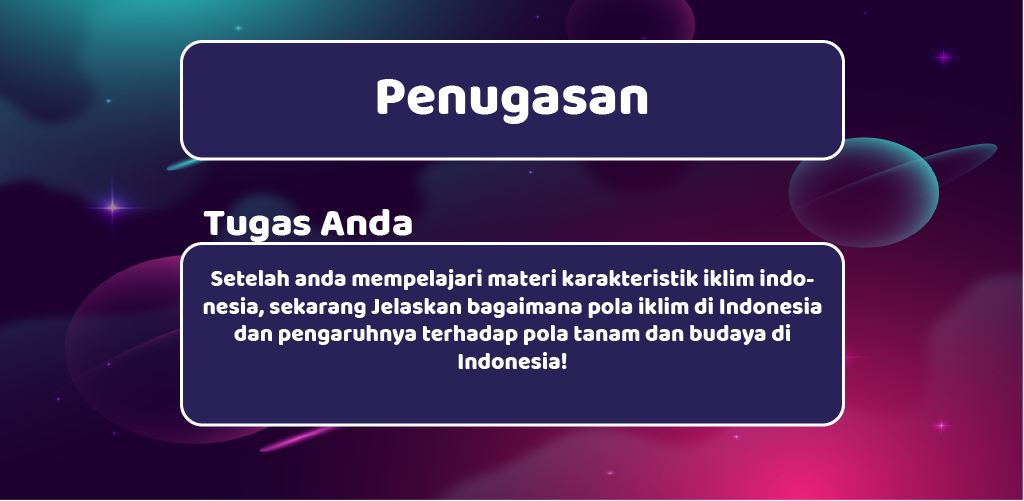 Penugasan
Tugas Anda
Setelah anda mempelajari materi karakteristik iklim indo-
nesia, sekarang Jelaskan bagaimana pola iklim di Indonesia
dan pengaruhnya terhadap pola tanam dan budaya di
Indonesia!